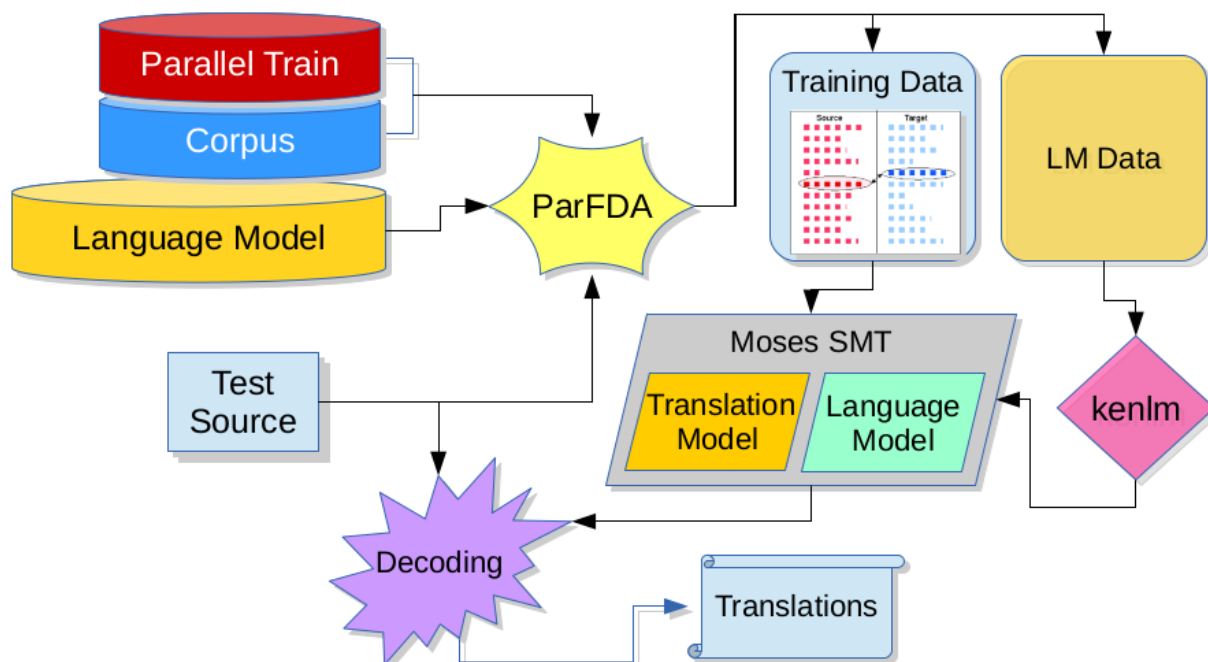 Parallel Train
Corpus
Language Model
ParFDA
Training Data
Source Target
LM Data
Test
Source
Moses SMT
Translation
Model
Language
Model
kenlm
Decoding
Translations